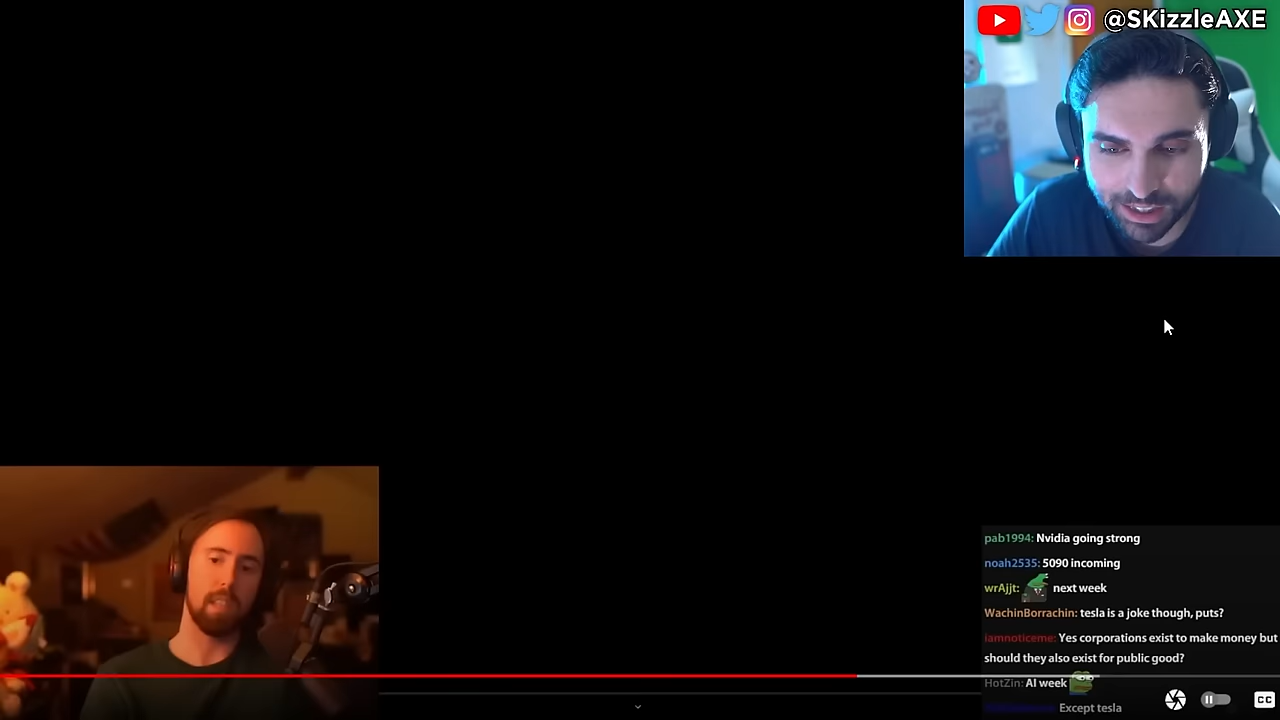 @SKizzleAXE
pab1994: Nvidia going strong
noah2535: 5090 incoming
wrAjjt: next week
WachinBorrachin: tesla is a joke though, puts?
iamnoticeme: Yes corporations exist to make money but
should they also exist for public good?
HotZin: AI week
Except tesla
CC